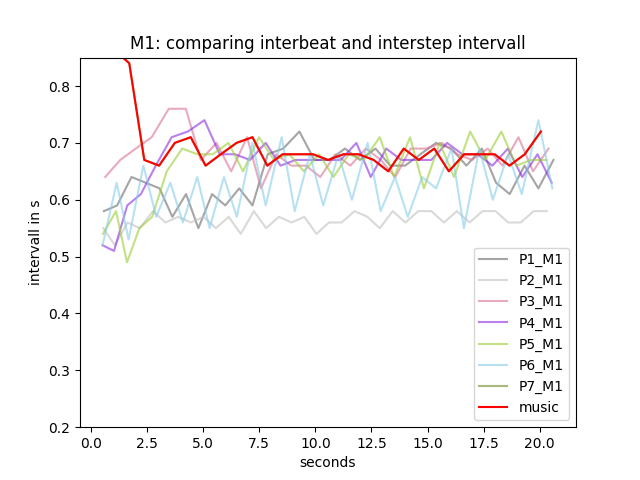 M1: comparing interbeat and interstep intervall
0.8
0.7
0.6
0.5
0.4
0.3
0.2
intervall in s
0.0 2.5 5.0 7.5 10.0 12.5 15.0 17.5 20.0
seconds
P1_M1
P2_M1
P3_M1
P4_M1
P5_M1
P6_M1
P7_M1
music